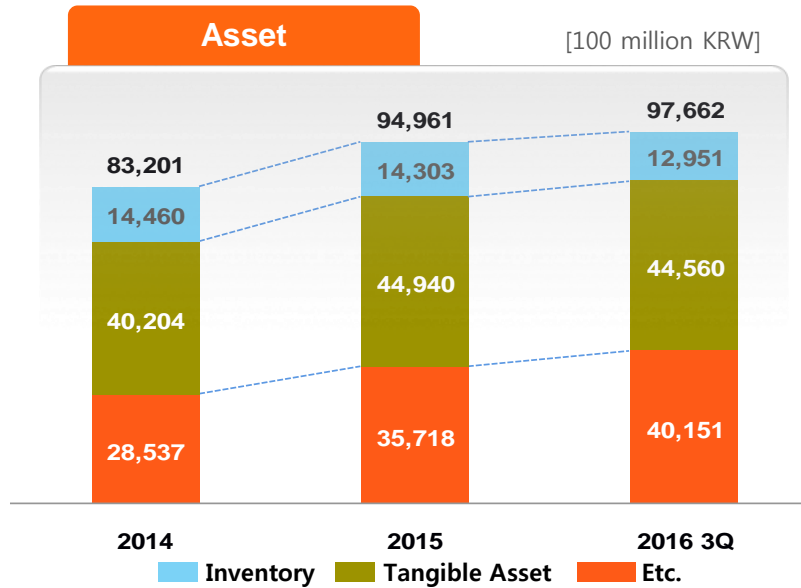 Asset
[100 million KRW]
83,201
94,961
97,662
14,460
14,303
12,951
40,204
44,940
44,560
28,537
35,718
40,151
2014
2015
2016 3Q
Inventory
Tangible Asset
Etc.